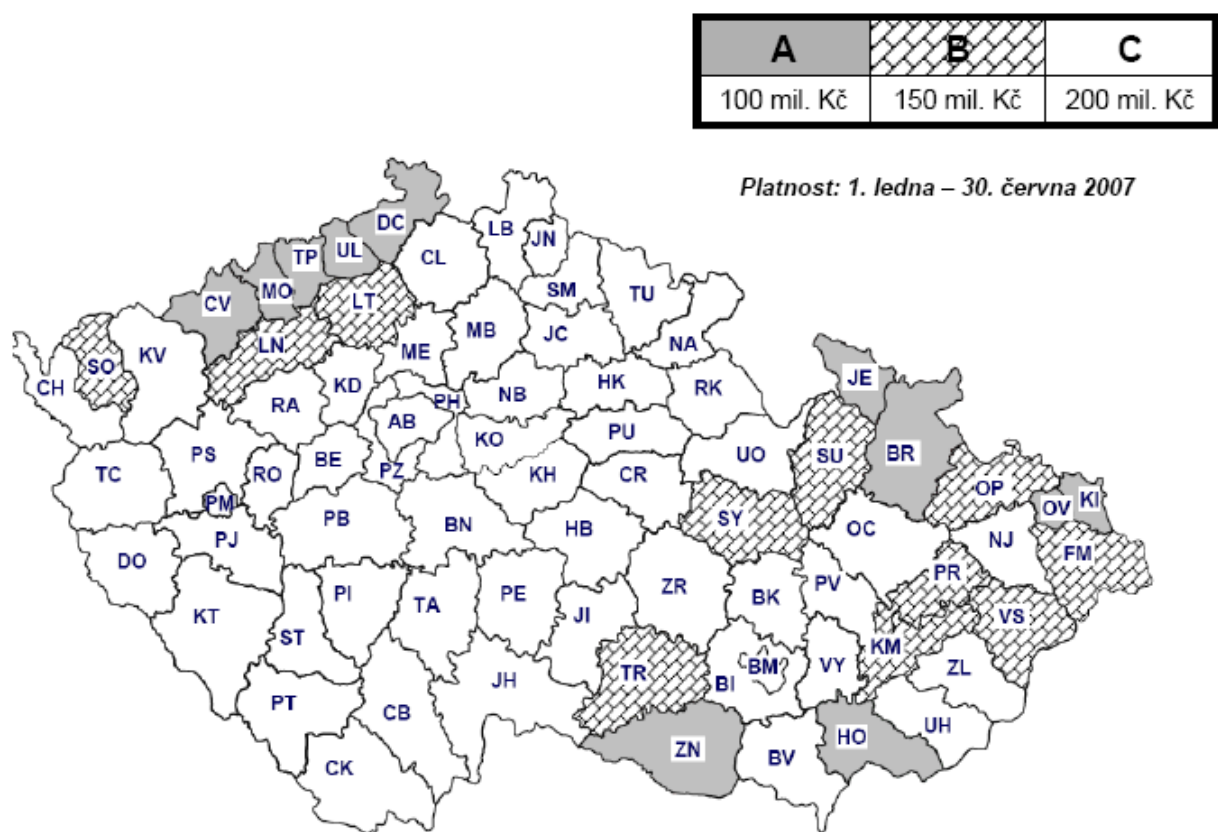 A B C
100 mil. Kč 150 mil. Kč 200 mil. Kč
Platnost: 1. ledna – 30. června 2007
DC
LB
JN
UL
TP
CL
MO
CV
LT
SM
TU
MB
JC
NA
LN
ME
KV
SO
CH
KD
NB
HK
RK
JE
RA
PH
AB
KO
PU
UO
SU
BR
PS
RO
BE
PZ
KH
CR
TC
PM
OP
OV
KI
PB
BN
HB
SY
OC
NJ
FM
PJ
DO
PI
TA
PE
JI
ZR
BK
PV
PR
VS
KT
ST
TR
BI
BM
VY
KM
ZL
PT
CB
JH
UH
CK
ZN
BV
HO